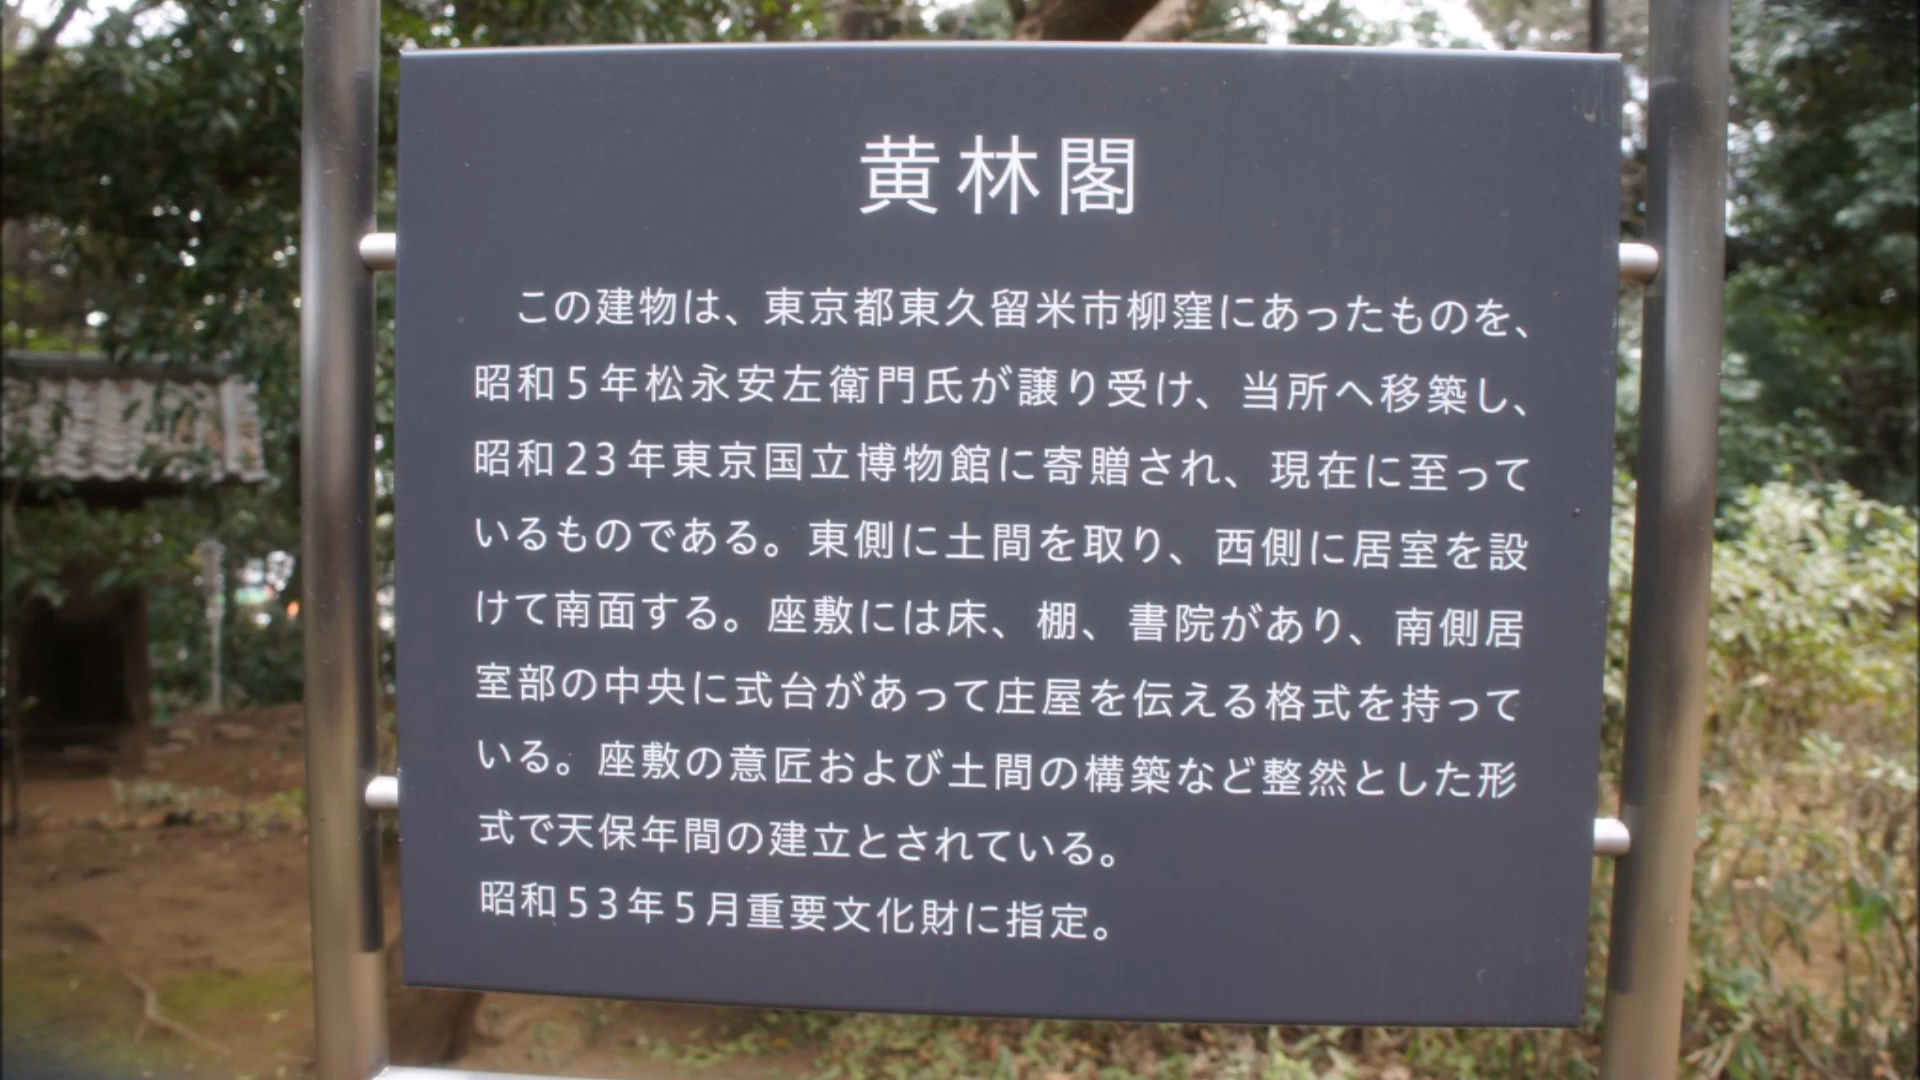 黄林閣
この建物は、東京都東久留米市柳窪にあったものを、
昭和5年松永安左衛門氏が譲り受け、当所へ移築し、
昭和23年東京国立博物館に寄贈され、現在に至って
いるものである。東側に土間を取り、西側に居室を設
けて南面する。座敷には床、棚、書院があり、南側居
室部の中央に式台があって庄屋を伝える格式を持って
いる。座敷の意匠および土間の構築など整然とした形
式で天保年間の建立とされている。
昭和53年5月重要文化財に指定。